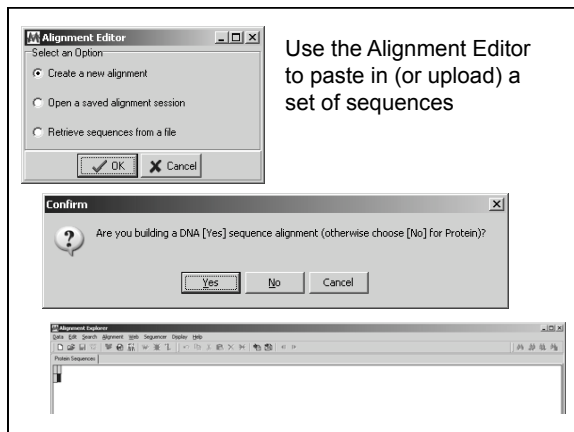 Alignment Editor
Select an Option
Create a new alignment
Open a saved alignment session
Retrieve sequences from a file
OK Cancel
Use the Alignment Editor
to paste in (or upload) a
set of sequences
Confirm
Are you building a DNA [Yes] sequence alignment (otherwise choose [No] for Protein)?
Yes No Cancel
Alignment Explorer
Data Edit Search Alignment Web Sequencer Display Help
Protein Sequences